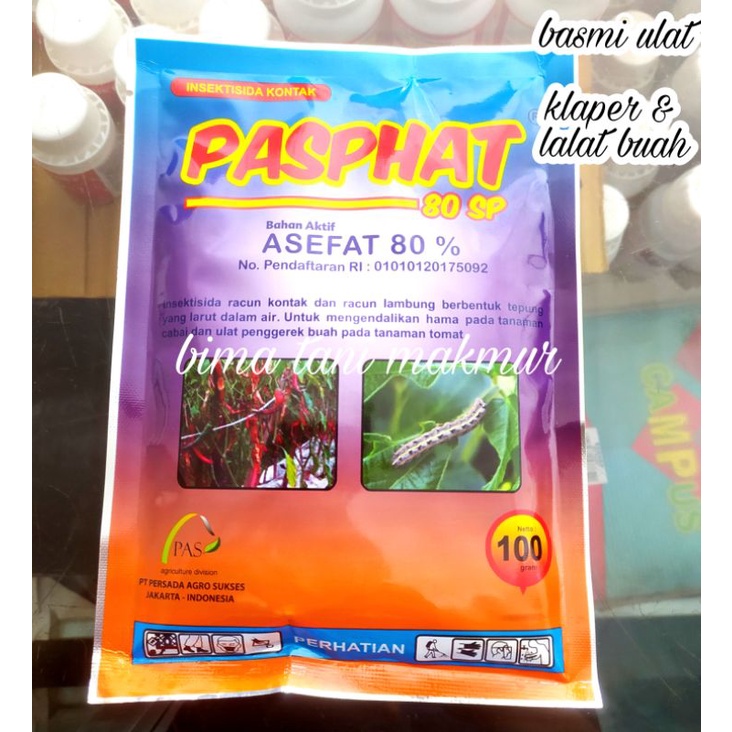 basmi ulat
klaper &
lalat buah
INSEKTISIDA KONTAK
PASPHAT
80 SP
Bahan Aktif
ASEFAT 80 %
No. Pendaftaran RI : 01010120175092
Insektisida racun kontak dan racun lambung berbentuk tepung
yang larut dalam air. Untuk mengendalikan hama pada tanaman
cabai dan ulat penggerek buah pada tanaman tomat
bima tani makmur
PAS
agriculture division
PT PERSADA AGRO SUKSES
JAKARTA - INDONESIA
Netto :
100
gram
PERHATIAN
CAMPUS